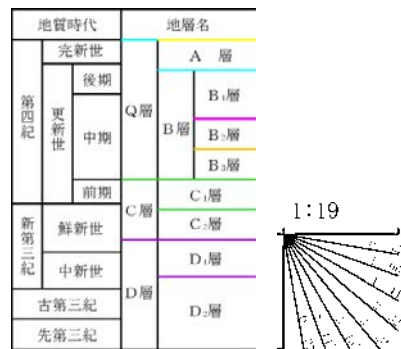 地質時代 地層名
第四紀 完新世 Q層 A 層
更新世 後期 B層 B₁層
中期 B₂層
B₃層
前期 C層 C₁層
新第三紀 鮮新世 C₂層
中新世 D層 D₁層
古第三紀 D₂層
先第三紀
1:19